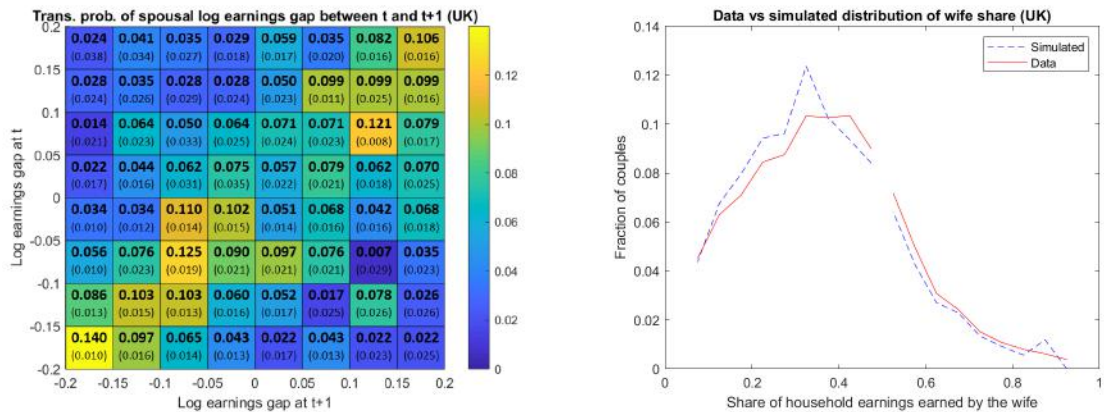 Trans. prob. of spousal log earnings gap between t and t+1 (UK)
0.2
0.024 0.041 0.035 0.029 0.059 0.035 0.082 0.106
(0.038) (0.034) (0.027) (0.018) (0.017) (0.020) (0.016) (0.016)
0.15
0.028 0.035 0.028 0.028 0.050 0.099 0.099 0.099
(0.024) (0.026) (0.029) (0.024) (0.023) (0.011) (0.025) (0.016)
0.1
0.014 0.064 0.050 0.064 0.071 0.071 0.121 0.079
(0.021) (0.023) (0.033) (0.025) (0.024) (0.023) (0.008) (0.017)
0.05
0.022 0.044 0.062 0.075 0.057 0.079 0.062 0.070
(0.017) (0.016) (0.031) (0.035) (0.022) (0.021) (0.018) (0.025)
0
0.034 0.034 0.110 0.102 0.051 0.068 0.042 0.068
(0.010) (0.012) (0.014) (0.015) (0.014) (0.016) (0.016) (0.018)
-0.05
0.056 0.076 0.125 0.090 0.097 0.076 0.007 0.035
(0.010) (0.023) (0.019) (0.021) (0.021) (0.021) (0.029) (0.023)
-0.1
0.086 0.103 0.103 0.060 0.052 0.017 0.078 0.026
(0.013) (0.015) (0.013) (0.016) (0.017) (0.025) (0.026) (0.026)
-0.15
0.140 0.097 0.065 0.043 0.022 0.043 0.022 0.022
(0.010) (0.016) (0.014) (0.013) (0.017) (0.013) (0.023) (0.025)
-0.2
-0.2 -0.15 -0.1 -0.05 0 0.05 0.1 0.15 0.2
Log earnings gap at t+1
Log earnings gap at t
0.12
0.1
0.08
0.06
0.04
0.02
0
Data vs simulated distribution of wife share (UK)
Simulated
Data
0.14
0.12
0.1
0.08
0.06
0.04
0.02
0
0 0.2 0.4 0.6 0.8 1
Share of household earnings earned by the wife
Fraction of couples